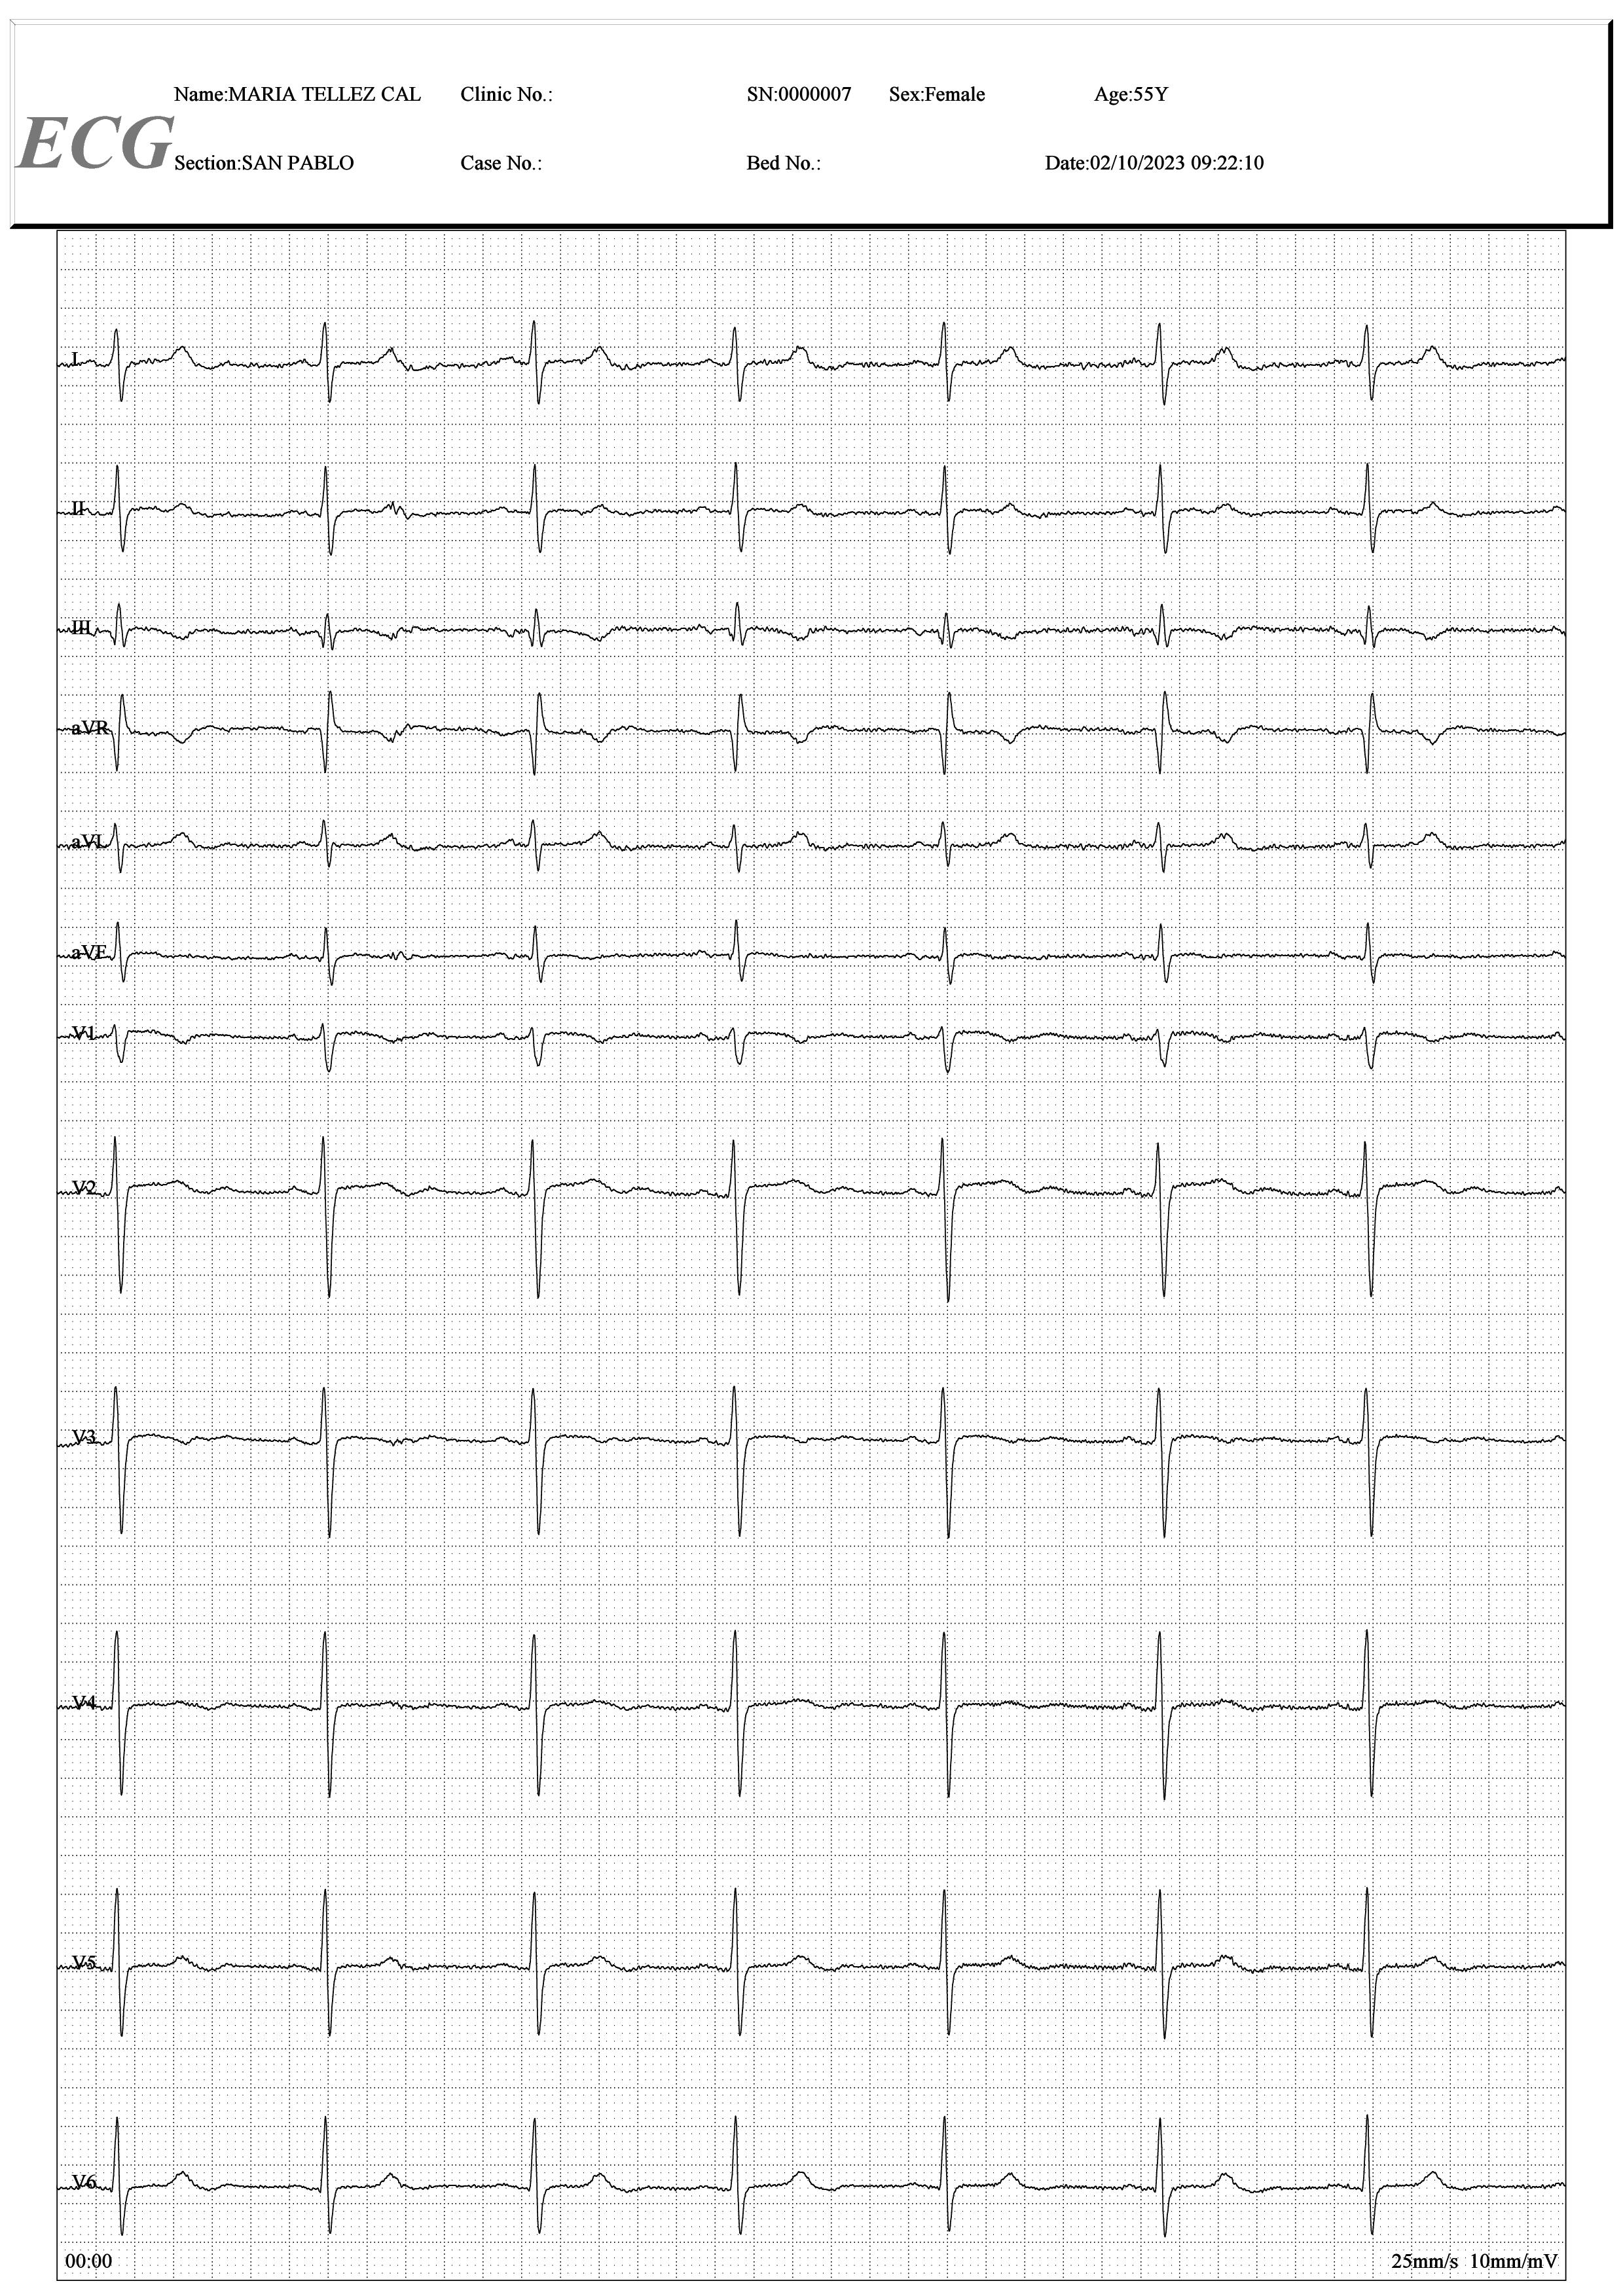 Name:MARIA TELLEZ CAL Clinic No.: SN:0000007 Sex:Female Age:55Y
ECG
Section:SAN PABLO Case No.: Bed No.: Date:02/10/2023 09:22:10
I
II
III
aVR
aVL
aVF
V1
V2
V3
V4
V5
V6
00:00 25mm/s 10mm/mV